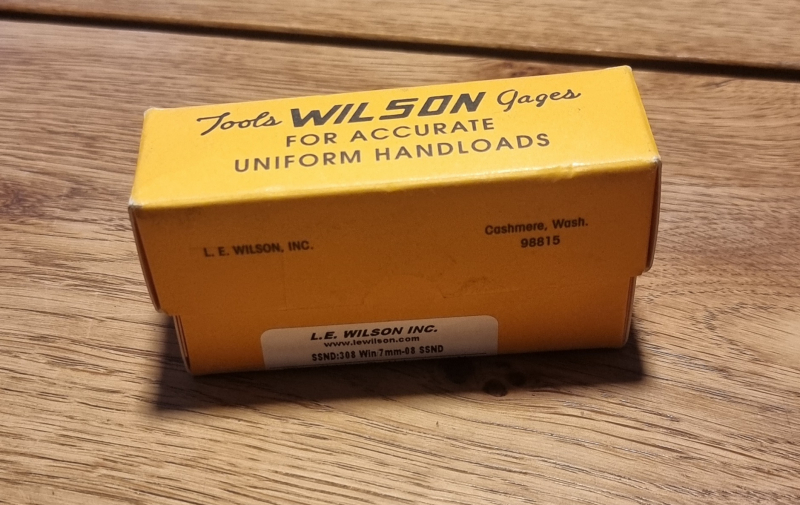 Tools WILSON Gages
FOR ACCURATE
UNIFORM HANDLOADS
L. E. WILSON, INC.
Cashmere, Wash.
98815
L.E. WILSON INC.
www.lewilson.com
SSND:308 Win/7mm-08 SSND